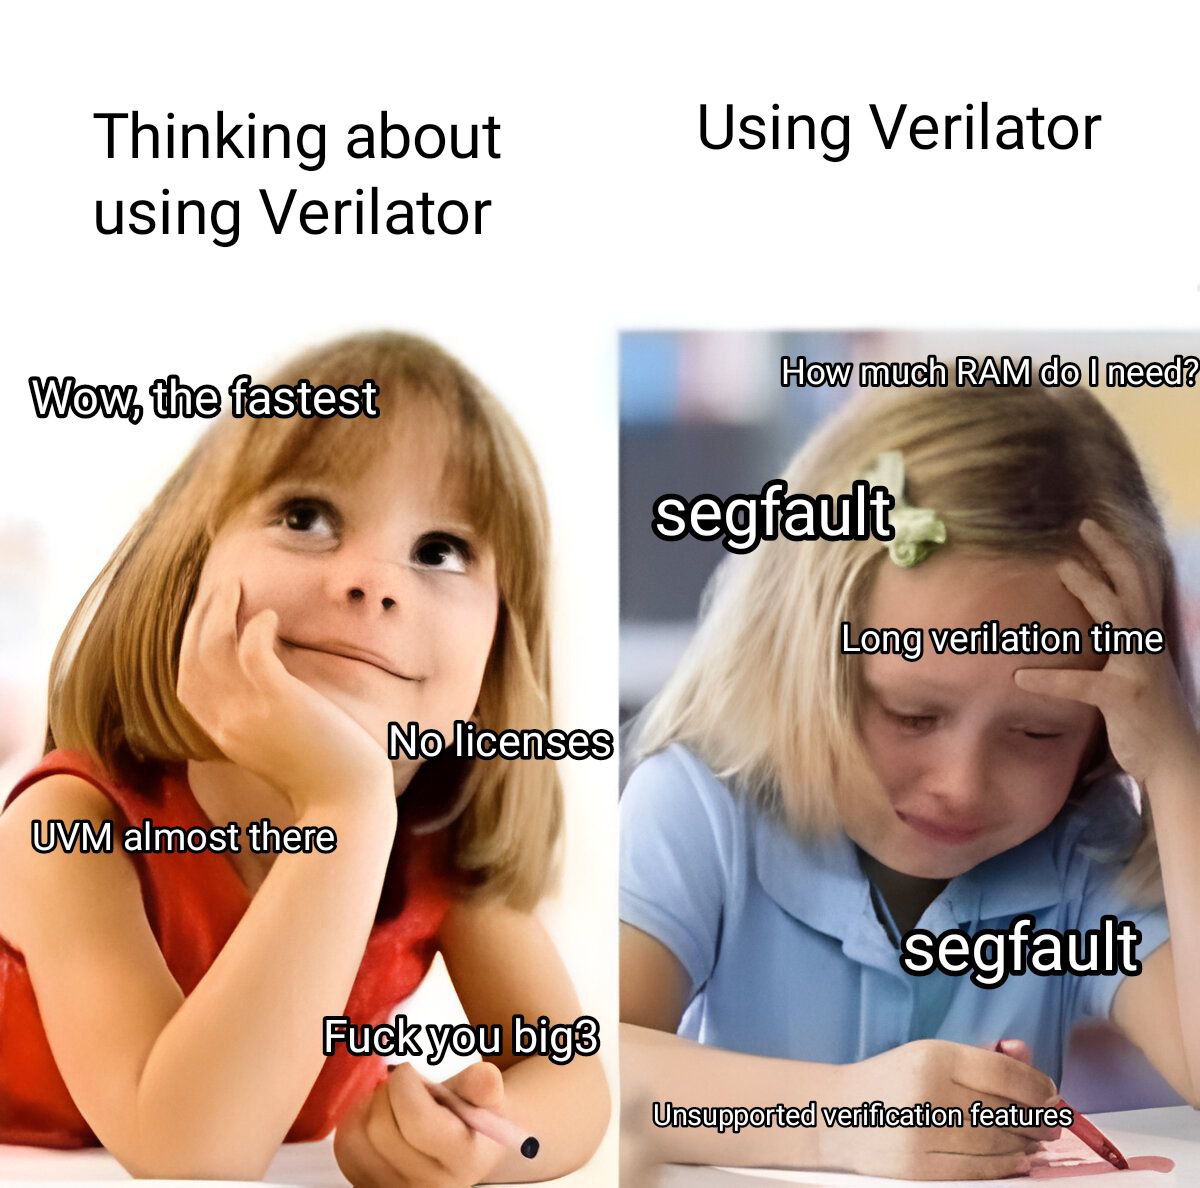 Thinking about
using Verilator
Wow, the fastest
No licenses
UVM almost there
Fuck you big3
Using Verilator
How much RAM do I need?
segfault
Long verilation time
segfault
Unsupported verification features